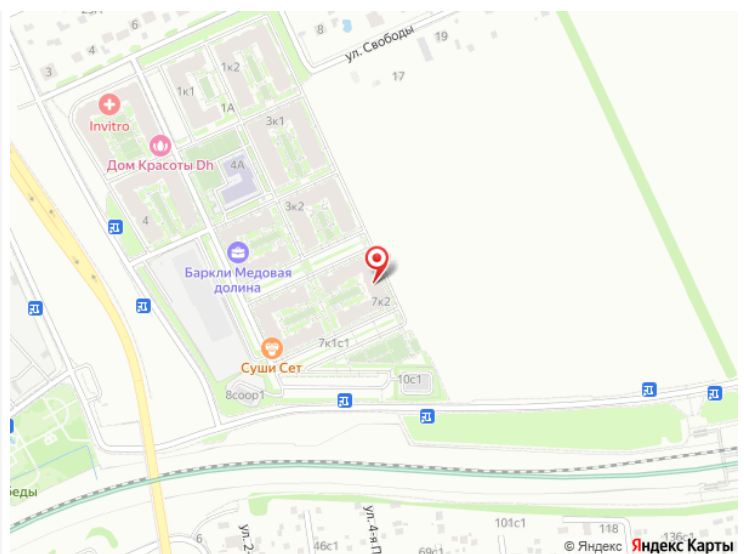 8
ул. Свободы
19
17
4
3
1к2
1к1
1А
Invitro
3к1
Дом Красоты Dh
4А
4
3к2
Баркли Медовая
долина
7к2
7к1с1
Суши Сет
10с1
8соор1
беды
6
ул. 2-
46с1
ул. 4-я П
69с1
101с1
118
136с1
© Яндекс Яндекс Карты